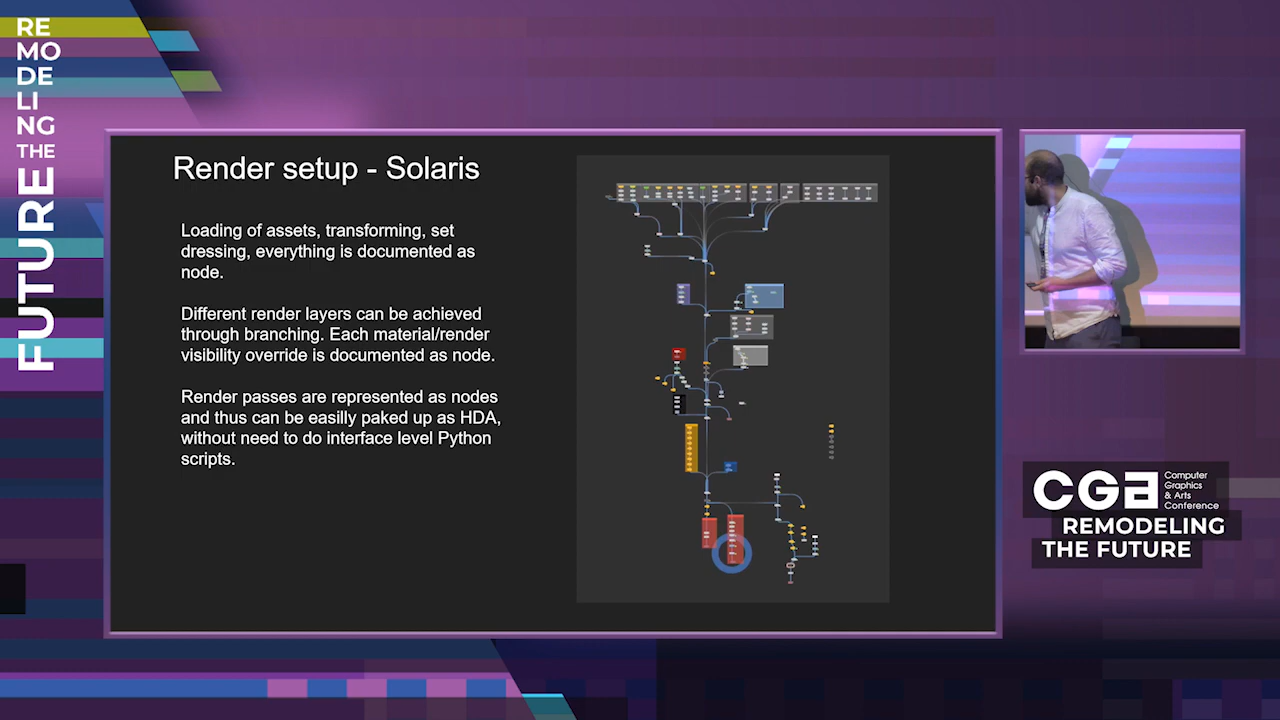 RE
MO
DE
LI
NG
THE
FUTURE
Render setup - Solaris
Loading of assets, transforming, set
dressing, everything is documented as
node.
Different render layers can be achieved
through branching. Each material/render
visibility override is documented as node.
Render passes are represented as nodes
and thus can be easilly paked up as HDA,
without need to do interface level Python
scripts.
CGA
Computer
Graphics
& Arts
Conference
REMODELING
THE FUTURE